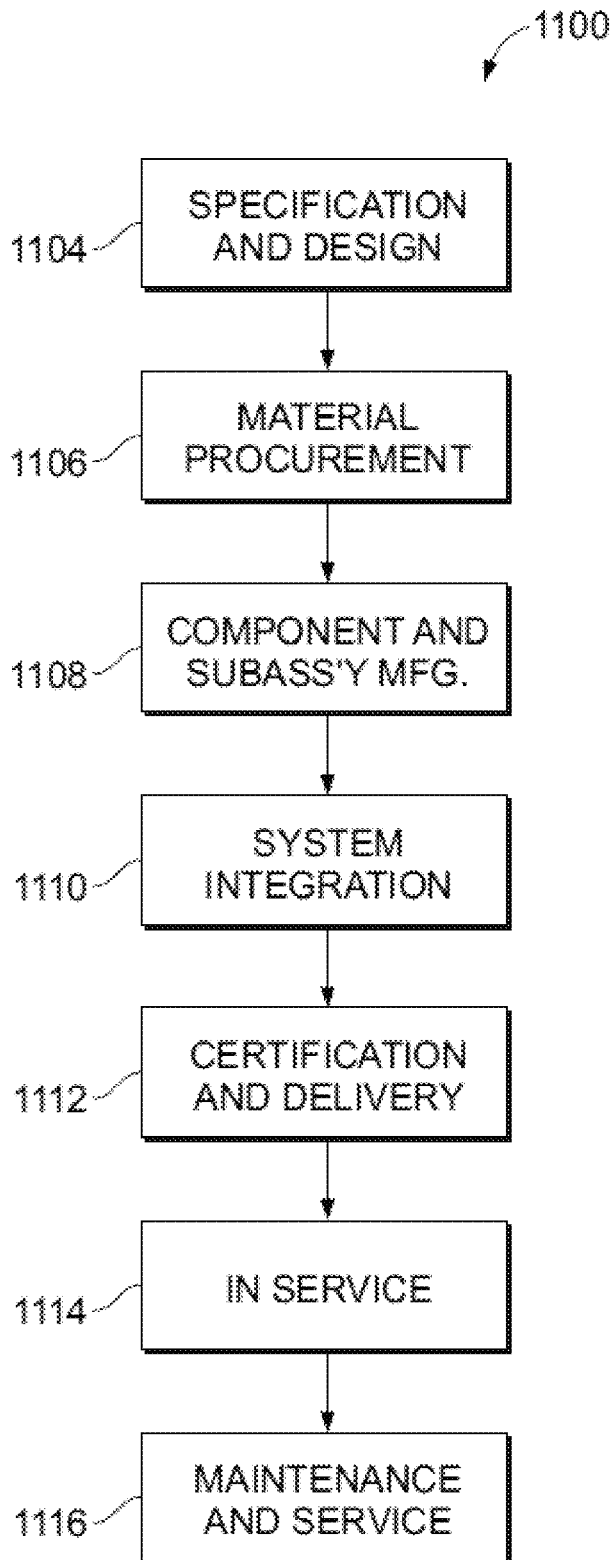 1100
SPECIFICATION
AND DESIGN
1104
MATERIAL
PROCUREMENT
1106
COMPONENT AND
SUBASS'Y MFG.
1108
SYSTEM
INTEGRATION
1110
CERTIFICATION
AND DELIVERY
1112
IN SERVICE
1114
MAINTENANCE
AND SERVICE
1116